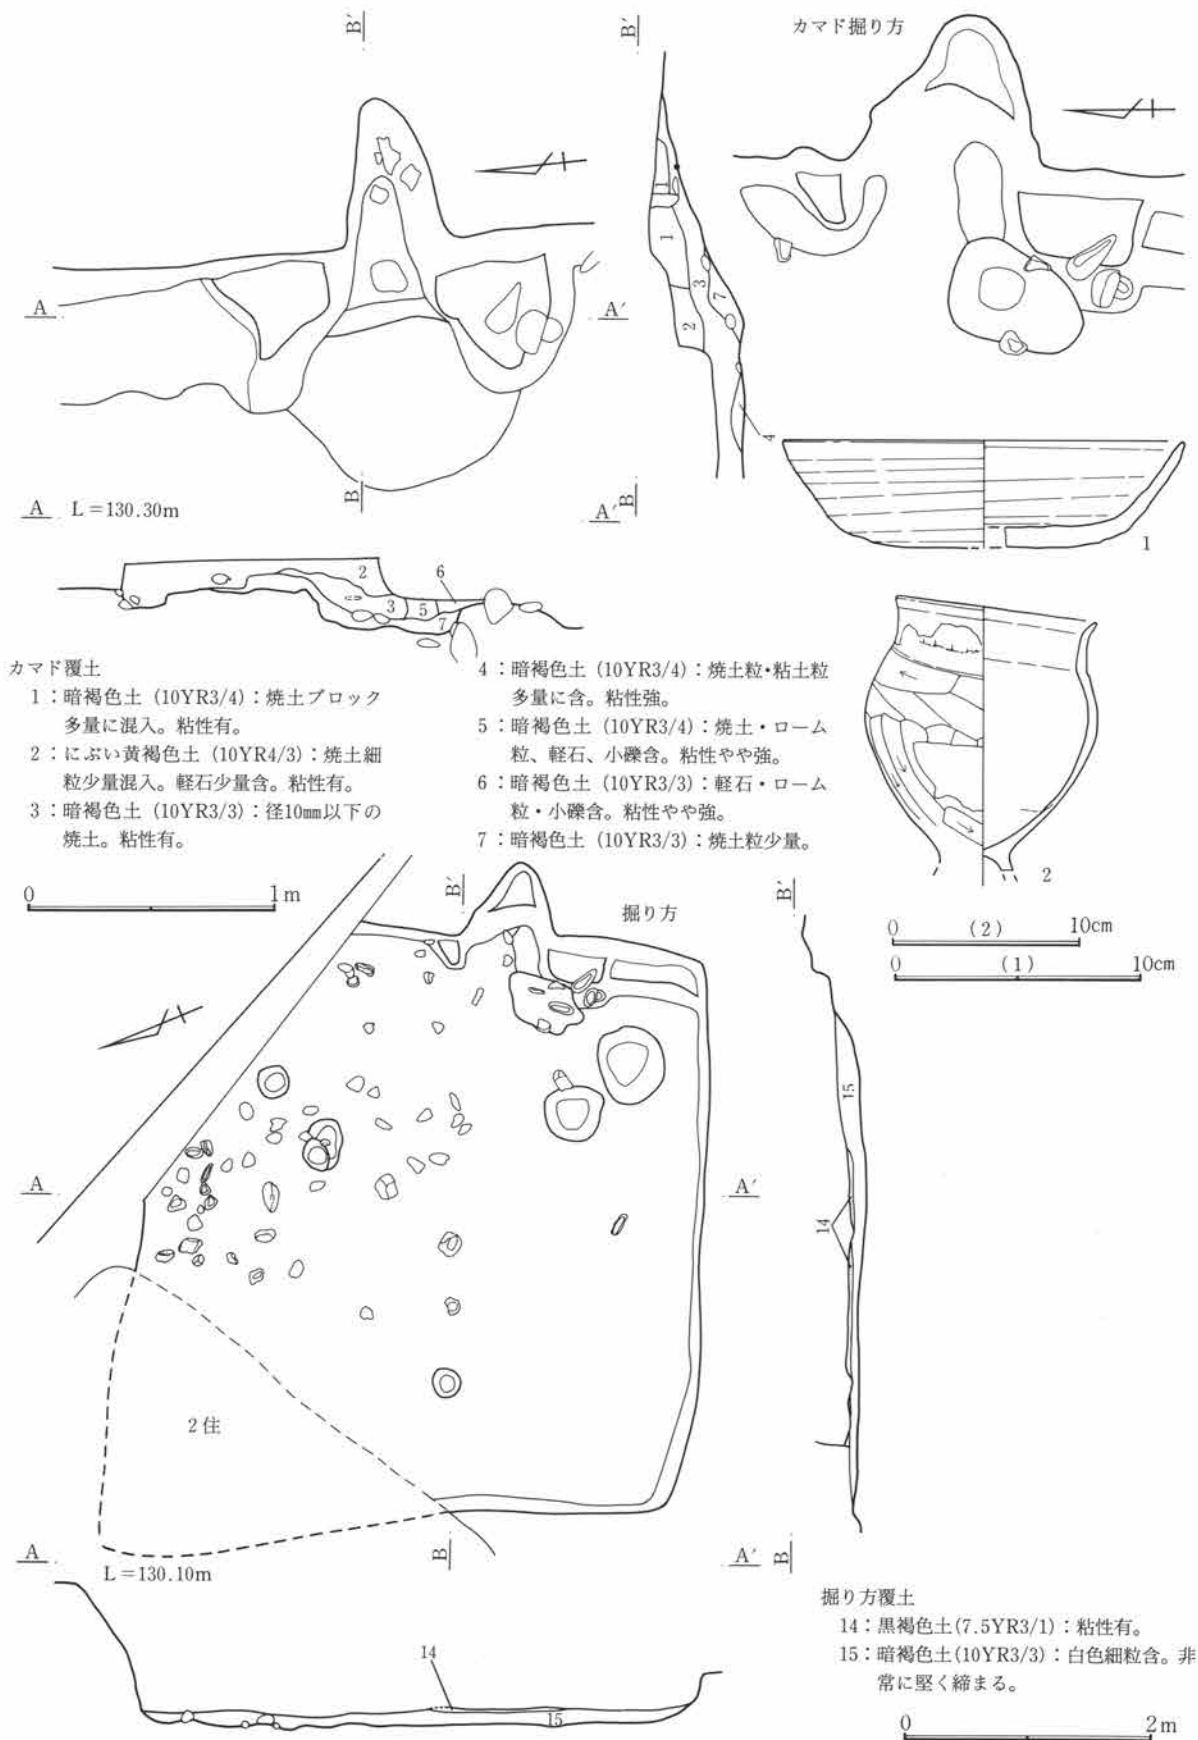 B′
B′
カマド掘り方
1
1
3
7
2
A
A′
4
B
B
A L＝130.30m
A′
1
2
6
3
5
7
カマド覆土
1：暗褐色土 (10YR3/4)：焼土ブロック
多量に混入。粘性有。
2：にぶい黄褐色土 (10YR4/3)：焼土細
粒少量混入。軽石少量含。粘性有。
3：暗褐色土 (10YR3/3)：径10㎜以下の
焼土。粘性有。
4：暗褐色土 (10YR3/4)：焼土粒・粘土粒
多量に含。粘性強。
5：暗褐色土 (10YR3/4)：焼土・ローム
粒、軽石、小礫含。粘性やや強。
6：暗褐色土 (10YR3/3)：軽石・ローム
粒・小礫含。粘性やや強。
7：暗褐色土 (10YR3/3)：焼土粒少量。
2
0 1m
0 (2) 10cm
0 (1) 10cm
B′
掘り方
B′
15
A
A′
14
2住
A
B
A′
B
L＝130.10m
14
15
掘り方覆土
14：黒褐色土(7.5YR3/1)：粘性有。
15：暗褐色土(10YR3/3)：白色細粒含。非
常に堅く締まる。
0 2m